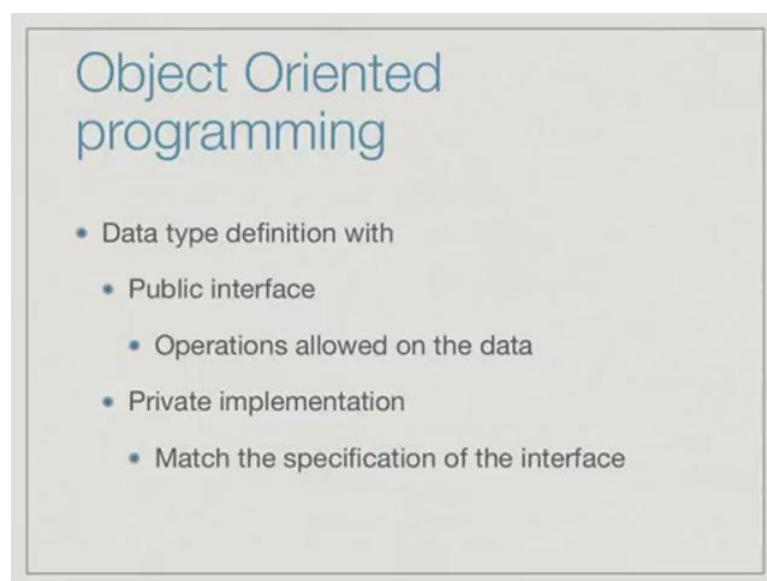 Object Oriented
programming
Data type definition with
Public interface
Operations allowed on the data
Private implementation
Match the specification of the interface